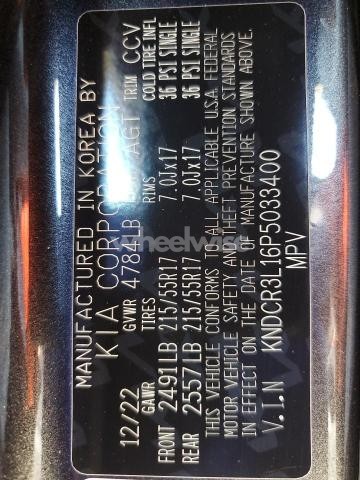 MANUFACTURED IN KOREA BY
KIA CORPORATION
12/22 GVWR 4784LB AGT TRIM CCV
GAWR TIRES RIMS COLD TIRE INFL
FRONT 2491LB 215/55R17 7.0Jx17 36 PSI SINGLE
REAR 2557LB 215/55R17 7.0Jx17 36 PSI SINGLE
THIS VEHICLE CONFORMS TO ALL APPLICABLE U.S.A. FEDERAL
MOTOR VEHICLE SAFETY AND THEFT PREVENTION STANDARDS
IN EFFECT ON THE DATE OF MANUFACTURE SHOWN ABOVE.
V.I.N KNDCR3L16P5033400
MPV